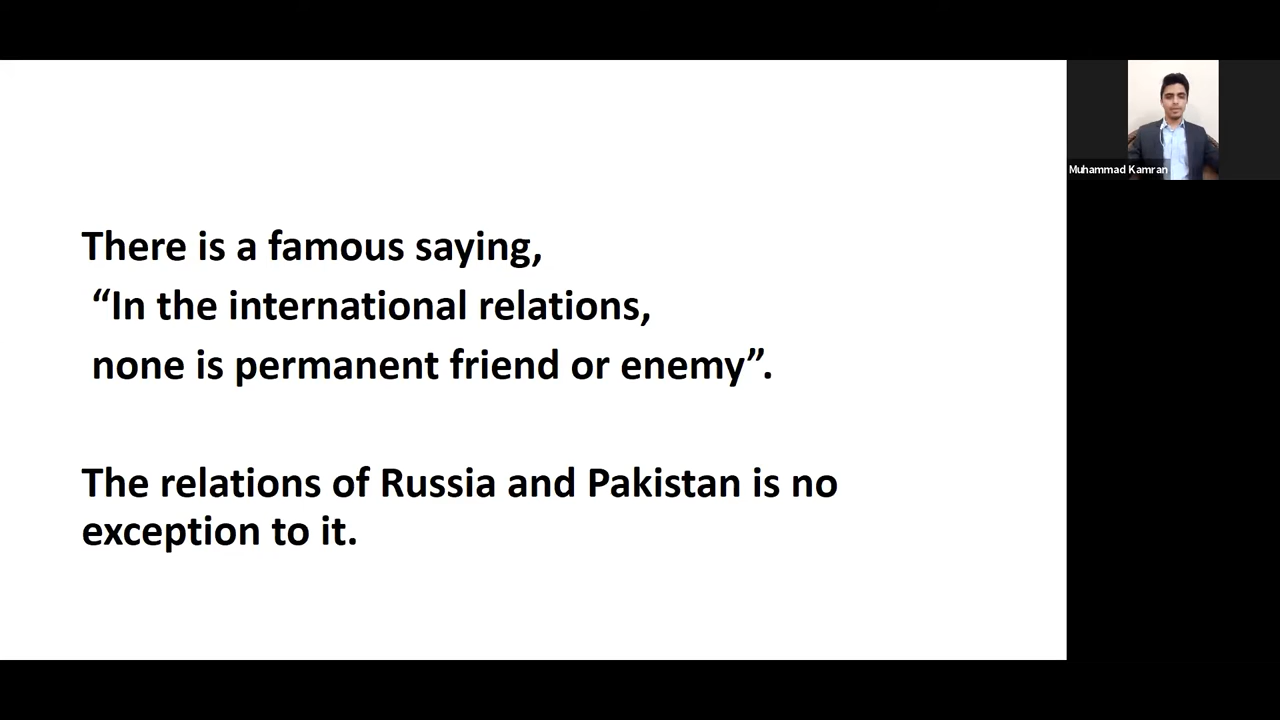 There is a famous saying,
“In the international relations,
none is permanent friend or enemy”.
The relations of Russia and Pakistan is no
exception to it.
Muhammad Kamran